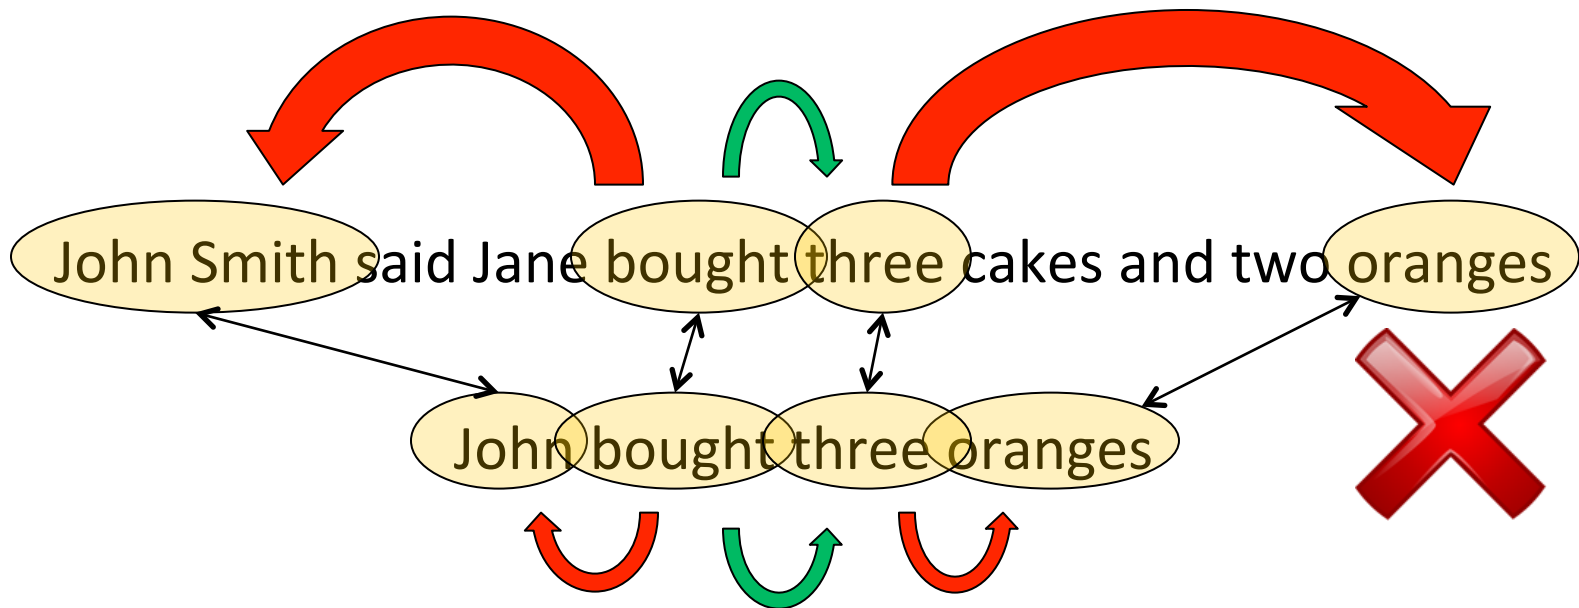 John Smith said Jane bought three cakes and two oranges
John bought three oranges